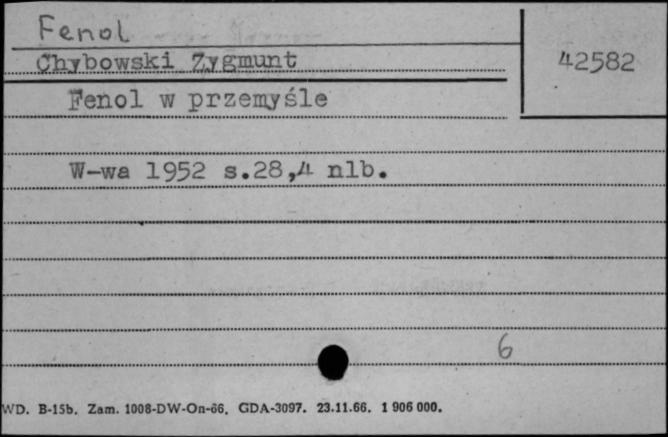 Fenol
Chybowski Zygmunt
42582
Fenol w przemyśle
W-wa 1952 s.28,4 nlb.
6
WD. B-15b. Zam. 1008-DW-On-66. GDA-3097. 23.11.66. 1 906 000.